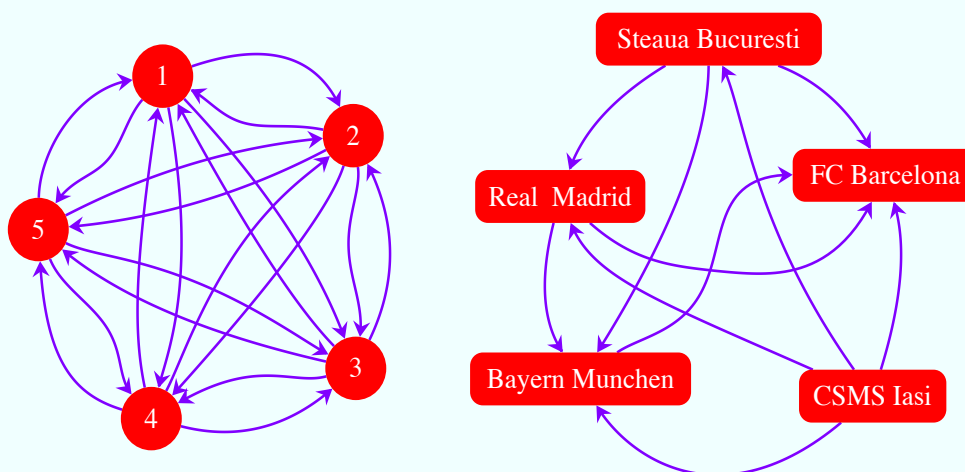 1
2
5
3
4
Steaua Bucuresti
FC Barcelona
Real  Madrid
Bayern Munchen
CSMS Iasi